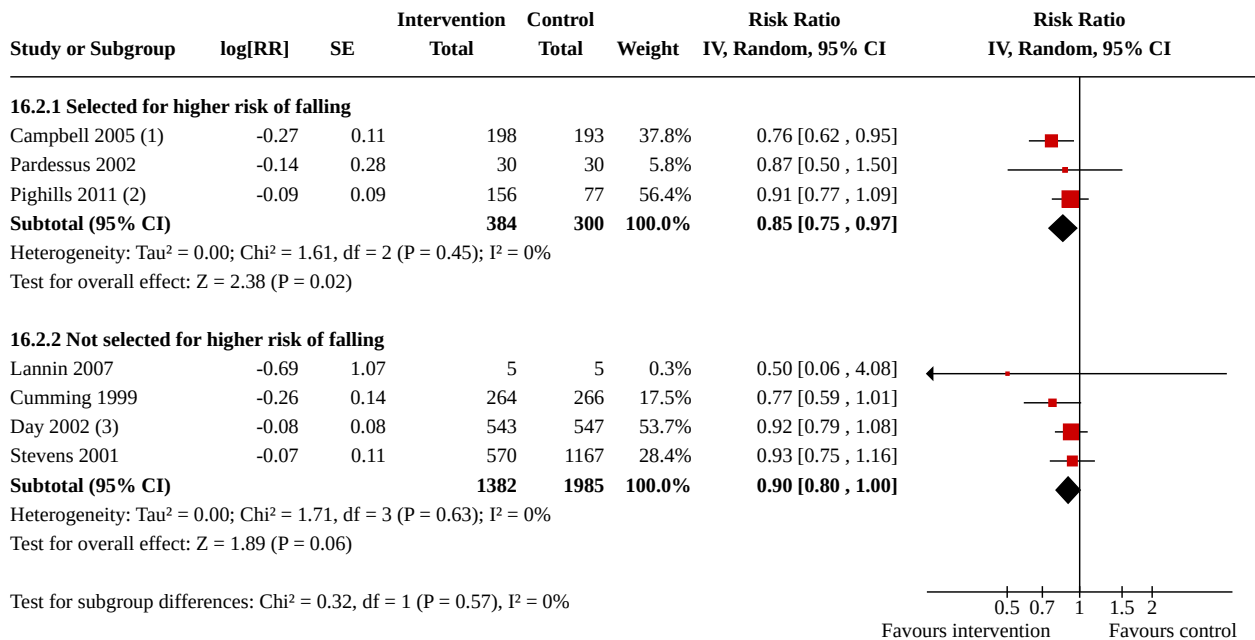 Intervention Control Risk Ratio Risk Ratio
Study or Subgroup log[RR] SE Total Total Weight IV, Random, 95% CI IV, Random, 95% CI
16.2.1 Selected for higher risk of falling
Campbell 2005 (1) -0.27 0.11 198 193 37.8% 0.76 [0.62 , 0.95]
Pardessus 2002 -0.14 0.28 30 30 5.8% 0.87 [0.50 , 1.50]
Pighills 2011 (2) -0.09 0.09 156 77 56.4% 0.91 [0.77 , 1.09]
Subtotal (95% CI) 384 300 100.0% 0.85 [0.75 , 0.97]
Heterogeneity: Tau² = 0.00; Chi² = 1.61, df = 2 (P = 0.45); I² = 0%
Test for overall effect: Z = 2.38 (P = 0.02)
16.2.2 Not selected for higher risk of falling
Lannin 2007 -0.69 1.07 5 5 0.3% 0.50 [0.06 , 4.08]
Cumming 1999 -0.26 0.14 264 266 17.5% 0.77 [0.59 , 1.01]
Day 2002 (3) -0.08 0.08 543 547 53.7% 0.92 [0.79 , 1.08]
Stevens 2001 -0.07 0.11 570 1167 28.4% 0.93 [0.75 , 1.16]
Subtotal (95% CI) 1382 1985 100.0% 0.90 [0.80 , 1.00]
Heterogeneity: Tau² = 0.00; Chi² = 1.71, df = 3 (P = 0.63); I² = 0%
Test for overall effect: Z = 1.89 (P = 0.06)
Test for subgroup differences: Chi² = 0.32, df = 1 (P = 0.57), I² = 0%
0.5 0.7 1 1.5 2
Favours intervention Favours control